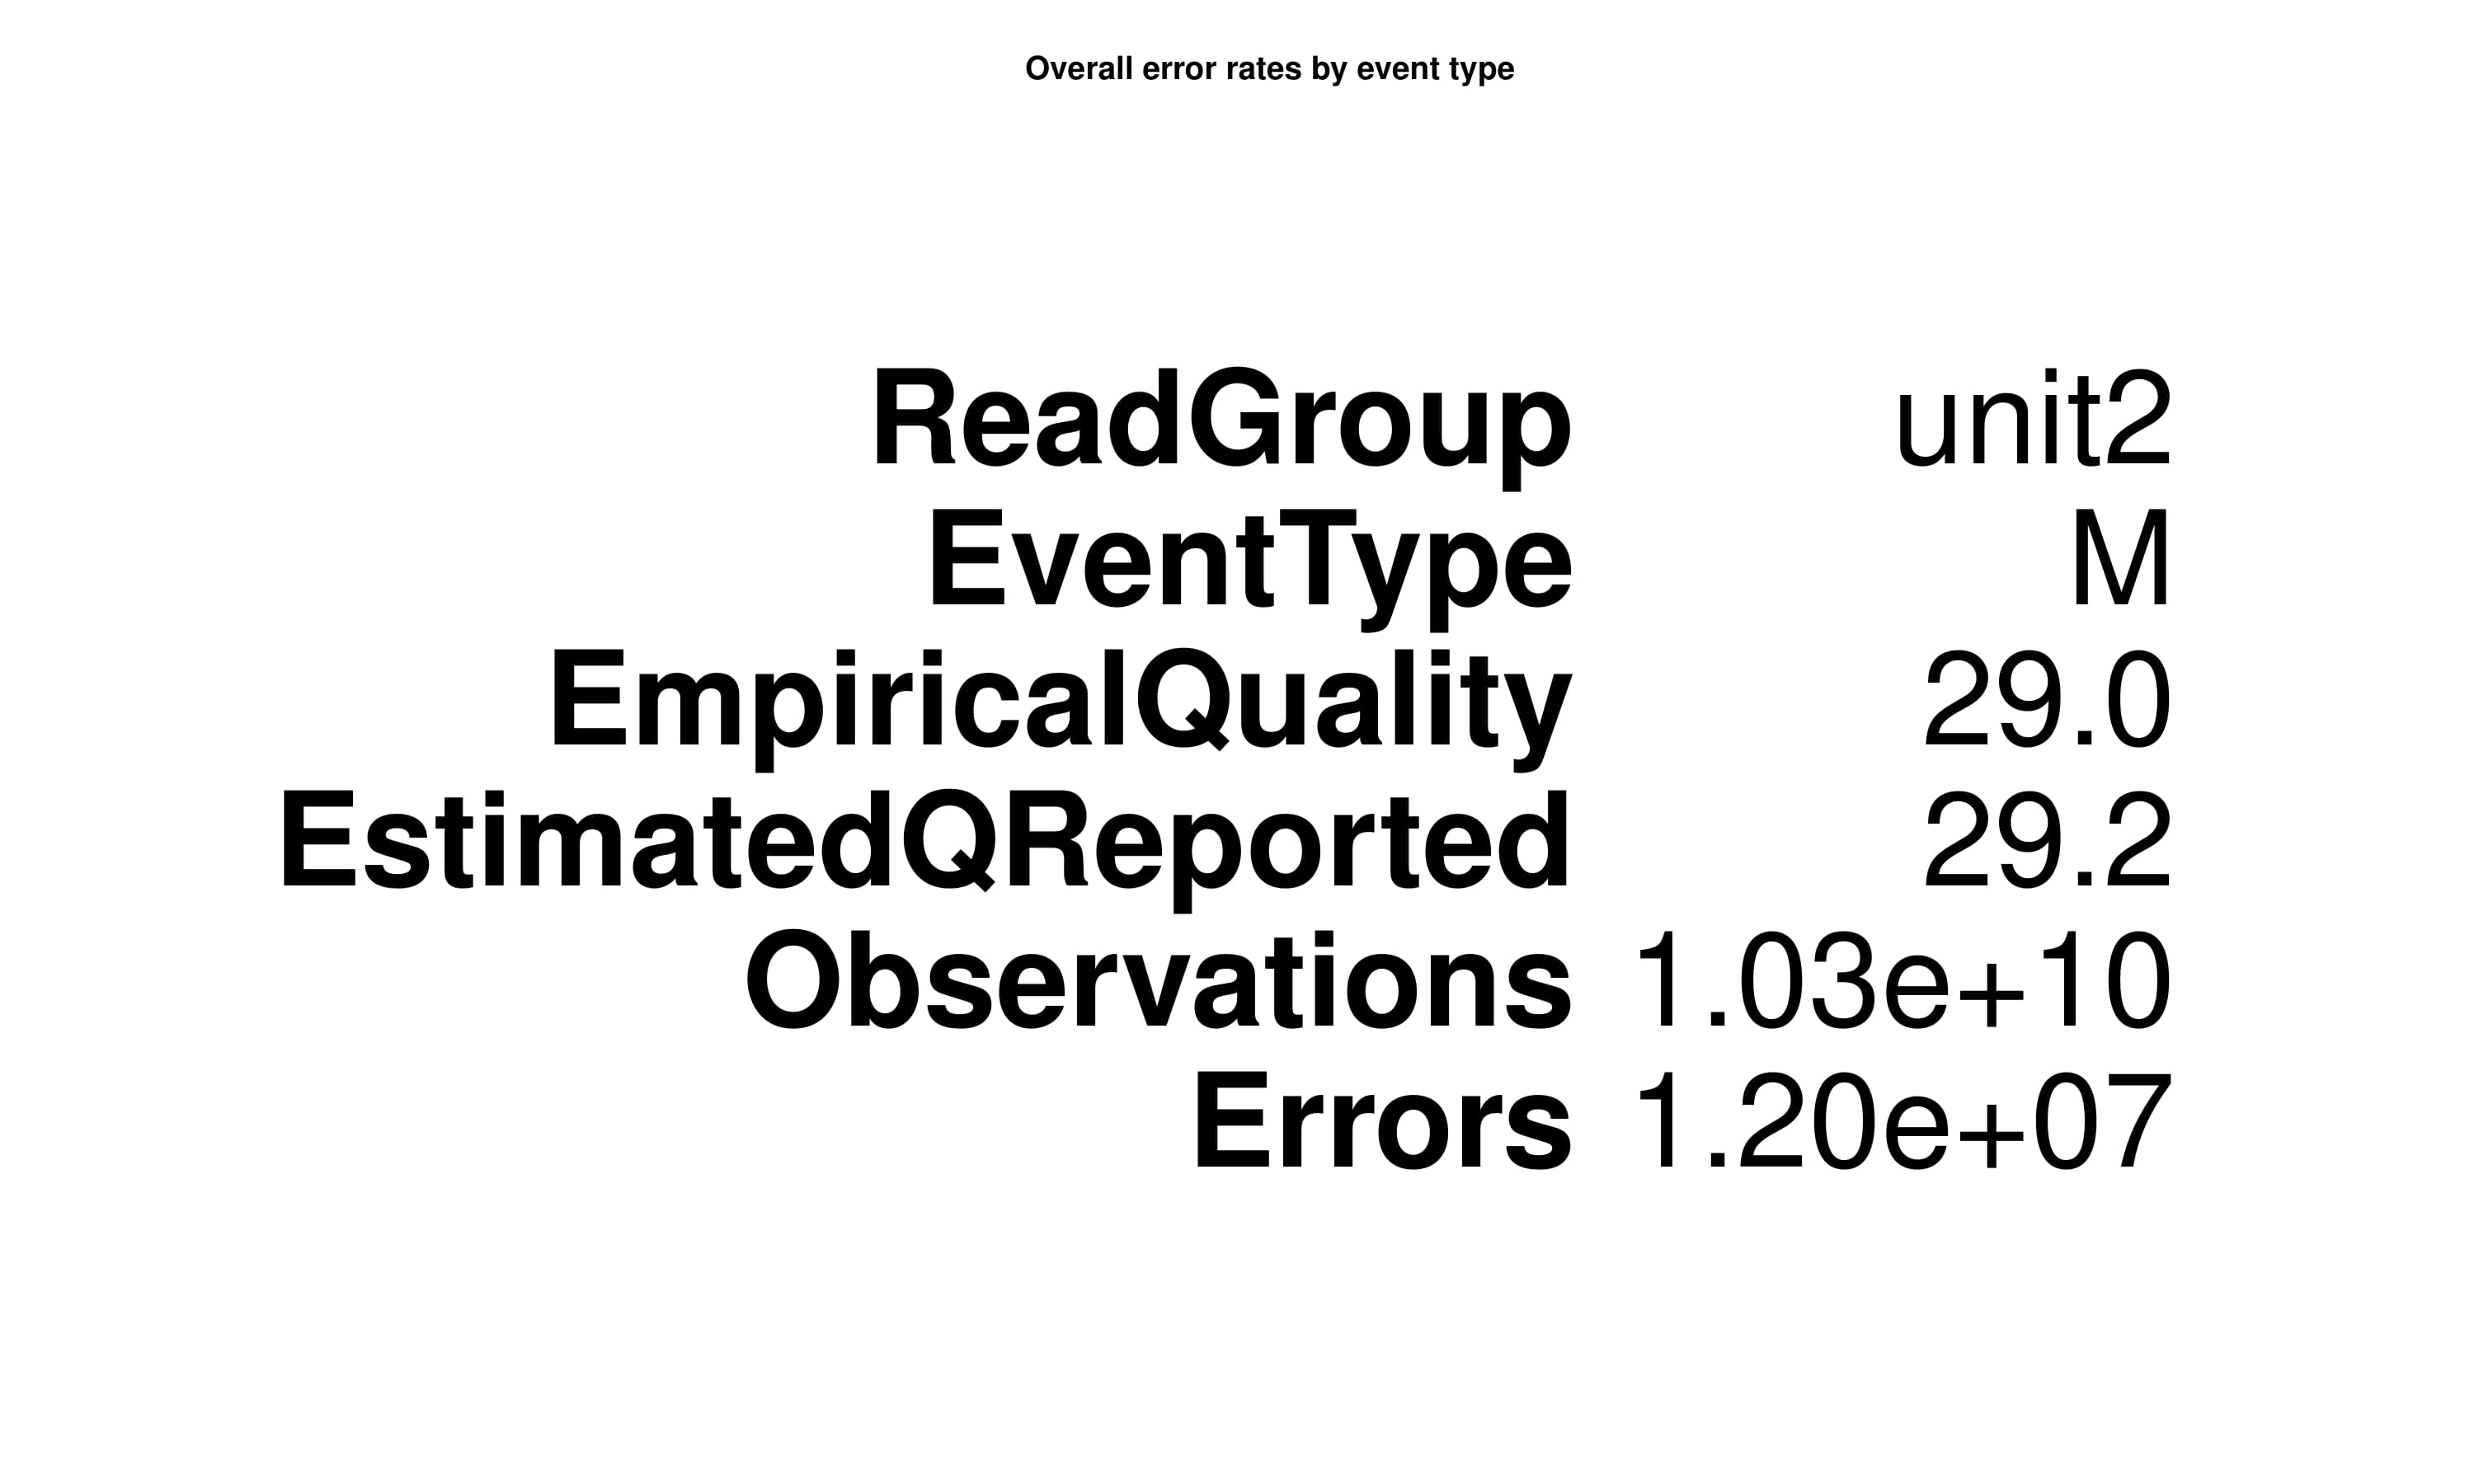 Overall error rates by event type
ReadGroup unit2
EventType M
EmpiricalQuality 29.0
EstimatedQReported 29.2
Observations 1.03e+10
Errors 1.20e+07